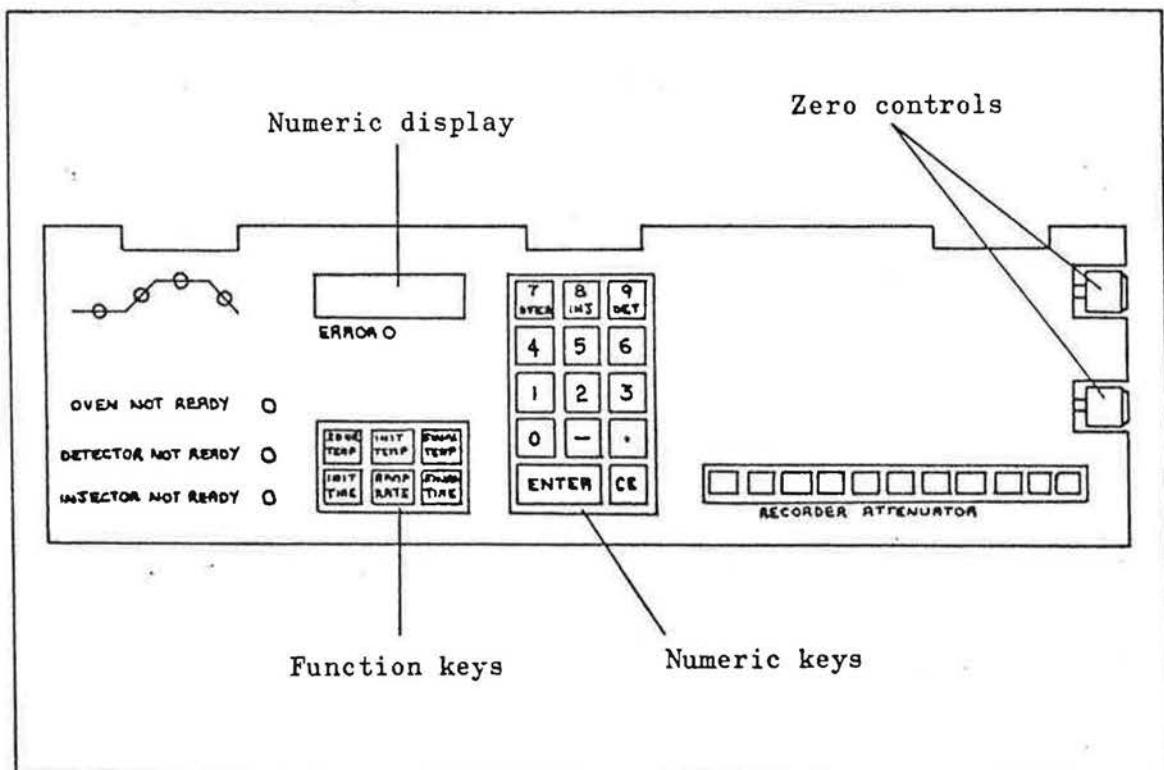 Numeric display
Zero controls
ERROR O
7 8 9
OVEN INJ DET
4 5 6
1 2 3
0 - .
ENTER CE
OVEN NOT READY O
DETECTOR NOT READY O
INJECTOR NOT READY O
ZONE TEMP
INIT TEMP
FINAL TEMP
INIT TIME
RAMP RATE
FINAL TIME
RECORDER ATTENUATOR
Function keys
Numeric keys